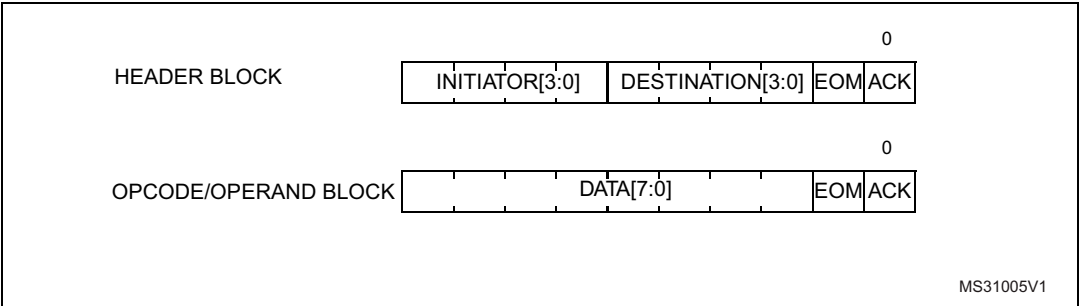 0
HEADER BLOCK INITIATOR[3:0] DESTINATION[3:0] EOM ACK
0
OPCODE/OPERAND BLOCK DATA[7:0] EOM ACK
MS31005V1